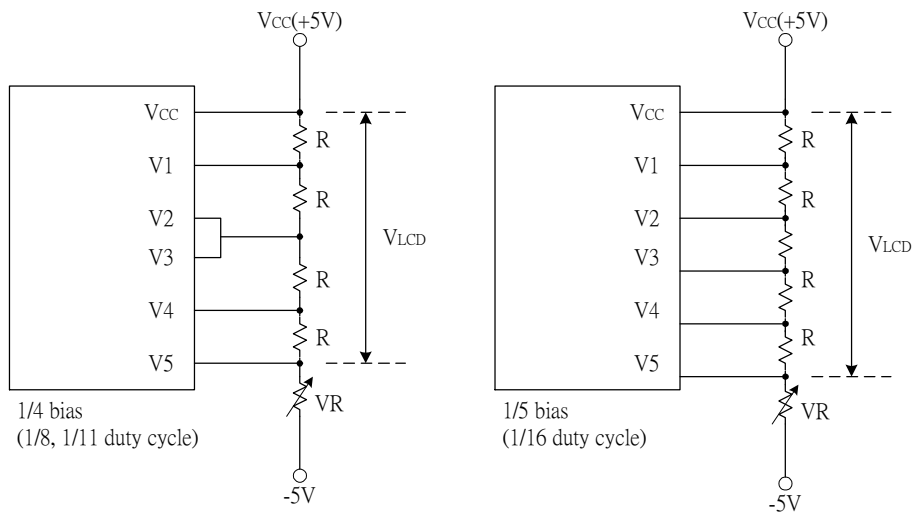 VCC(+5V)
VCC
R
V1
R
V2
VLCD
V3
R
V4
R
V5
VR
1/4 bias
(1/8, 1/11 duty cycle)
-5V
VCC(+5V)
VCC
R
V1
R
V2
R
VLCD
V3
R
V4
R
V5
VR
1/5 bias
(1/16 duty cycle)
-5V